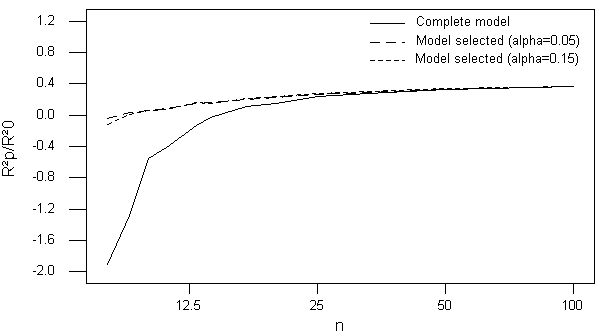 1.2
0.8
0.4
0.0
-0.4
-0.8
-1.2
-1.6
-2.0
R²p/R²0
Complete model
Model selected (alpha=0.05)
Model selected (alpha=0.15)
12.5 25 50 100
n